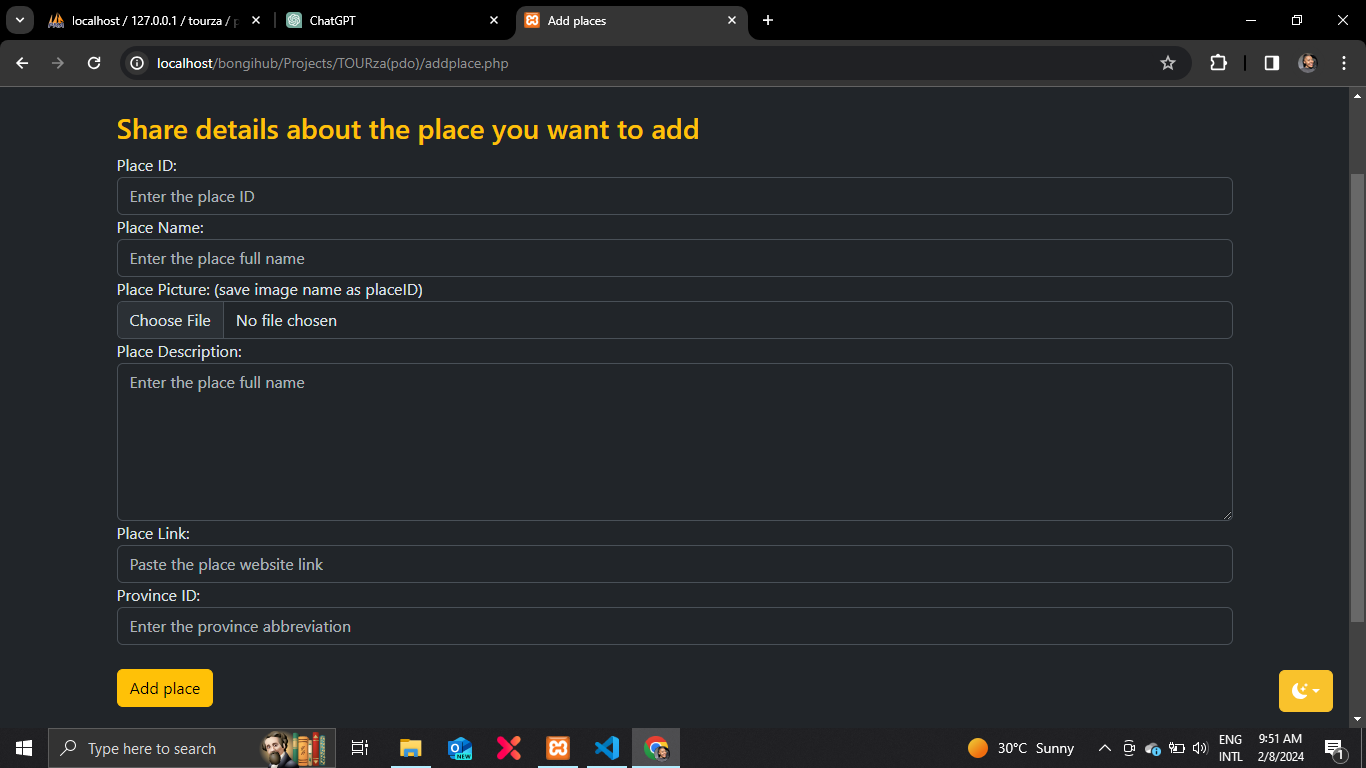 localhost / 127.0.0.1 / tourza / p
ChatGPT
Add places
localhost/bongihub/Projects/TOURza(pdo)/addplace.php
Share details about the place you want to add
Place ID:
Enter the place ID
Place Name:
Enter the place full name
Place Picture: (save image name as placeID)
Choose File No file chosen
Place Description:
Enter the place full name
Place Link:
Paste the place website link
Province ID:
Enter the province abbreviation
Add place
Type here to search
NEW
30°C Sunny
ENG
INTL
9:51 AM
2/8/2024
1